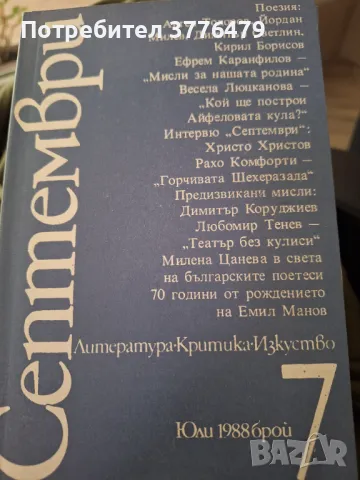 Потребител 3776479
Септември
Поезия:
Йордан
Кирил Борисов
Ефрем Каранфилов —
„Мисли за нашата родина“
Весела Люцканова —
„Кой ще построи
Айфеловата кула?“
Интервю „Септември“:
Христо Христов
Рахо Комфорти —
„Горчивата Шехеразада“
Предизвикани мисли:
Димитър Коруджиев
Любомир Тенев —
„Театър без кулиси“
Милена Цанева в света
на българските поетеси
70 години от рождението
на Емил Манов
Литература·Критика·Изкуство
7
Юли 1988 брой
BAZAR
bg